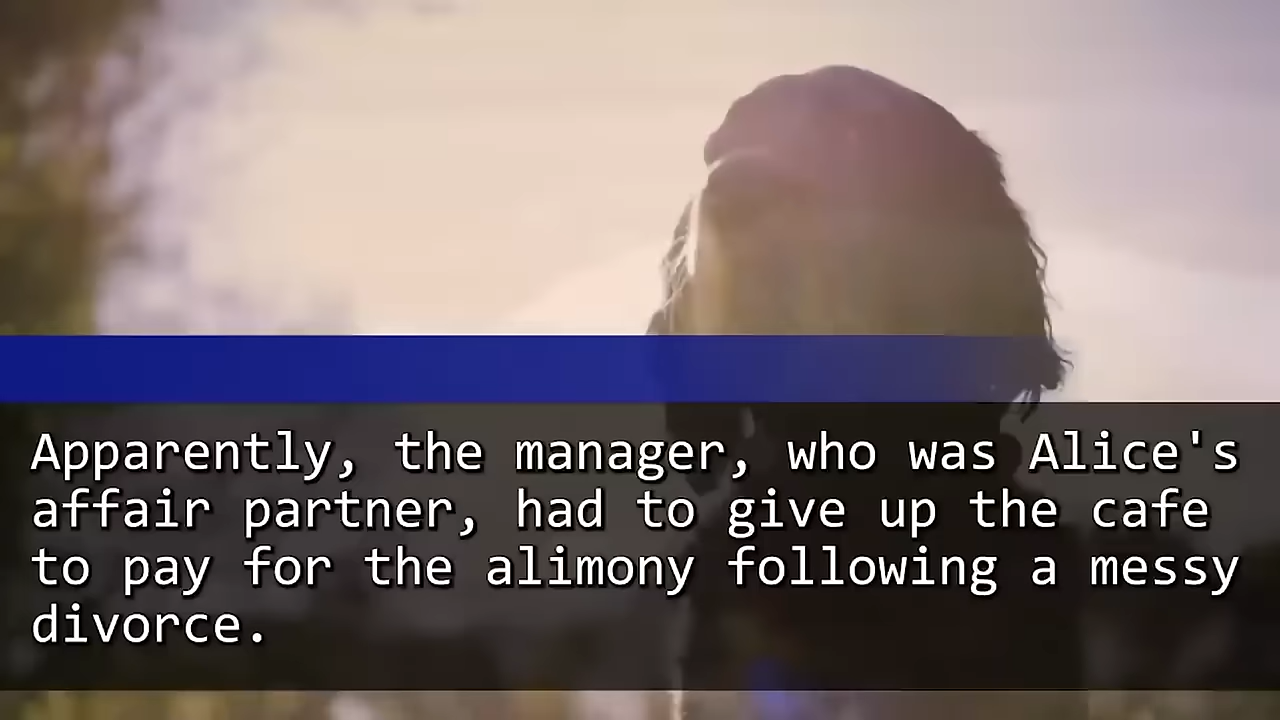 Apparently, the manager, who was Alice's
affair partner, had to give up the cafe
to pay for the alimony following a messy
divorce.